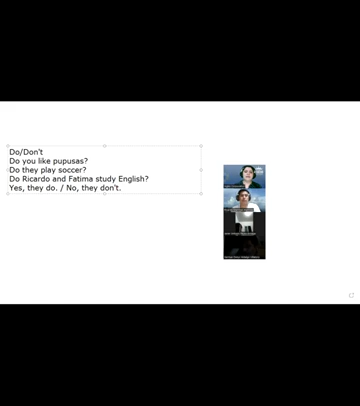 Do/Don't
Do you like pupusas?
Do they play soccer?
Do Ricardo and Fatima study English?
Yes, they do. / No, they don't.